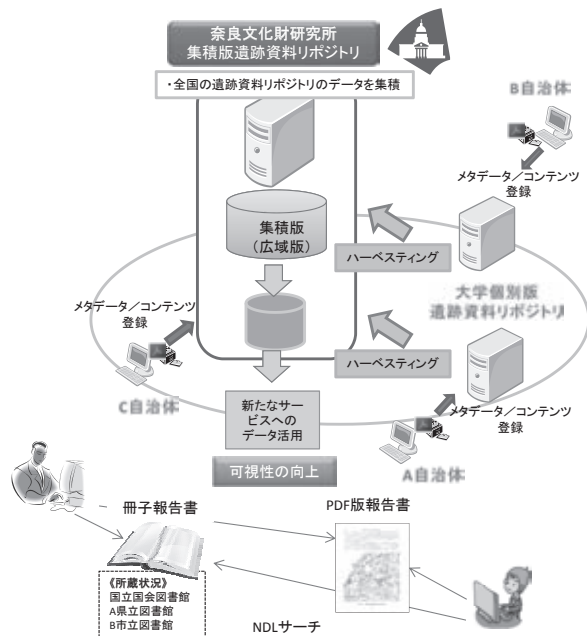 奈良文化財研究所
集積版遺跡資料リポジトリ
・全国の遺跡資料リポジトリのデータを集積
B自治体
メタデータ／コンテンツ
登録
集積版
（広域版）
ハーベスティング
大学個別版
遺跡資料リポジトリ
メタデータ／コンテンツ
登録
C自治体
ハーベスティング
メタデータ／コンテンツ
登録
A自治体
新たなサー
ビスへの
データ活用
可視性の向上
冊子報告書
PDF版報告書
《所蔵状況》
国立国会図書館
A県立図書館
B市立図書館
NDLサーチ